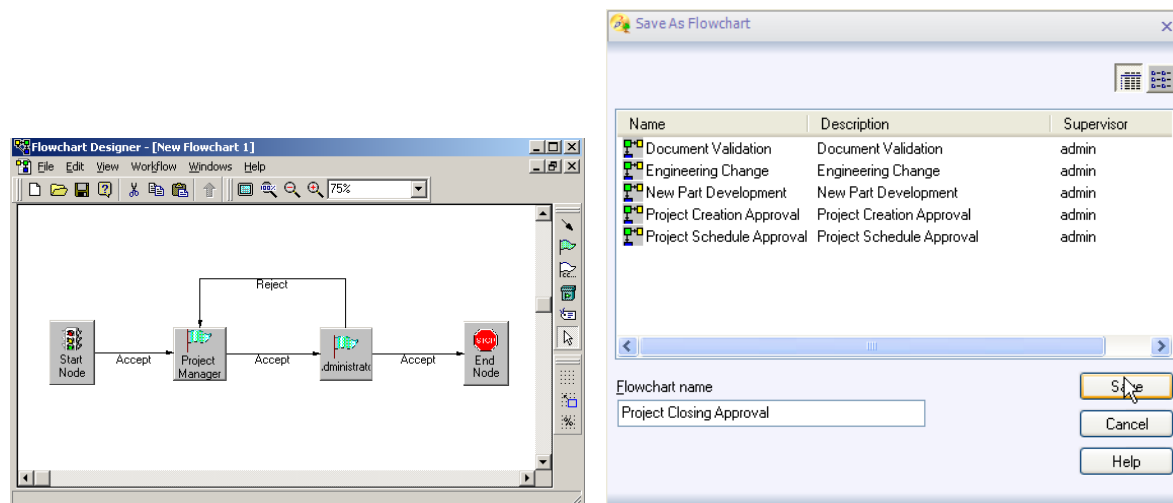 Flowchart Designer - [New Flowchart 1]
File Edit View Workflow Windows Help
75%
Reject
Start Node
Accept
Project Manager
Accept
.dministrato
Accept
STOP
End Node
Save As Flowchart
Name Description Supervisor
Document Validation Document Validation admin
Engineering Change Engineering Change admin
New Part Development New Part Development admin
Project Creation Approval Project Creation Approval admin
Project Schedule Approval Project Schedule Approval admin
Flowchart name
Project Closing Approval
Save
Cancel
Help